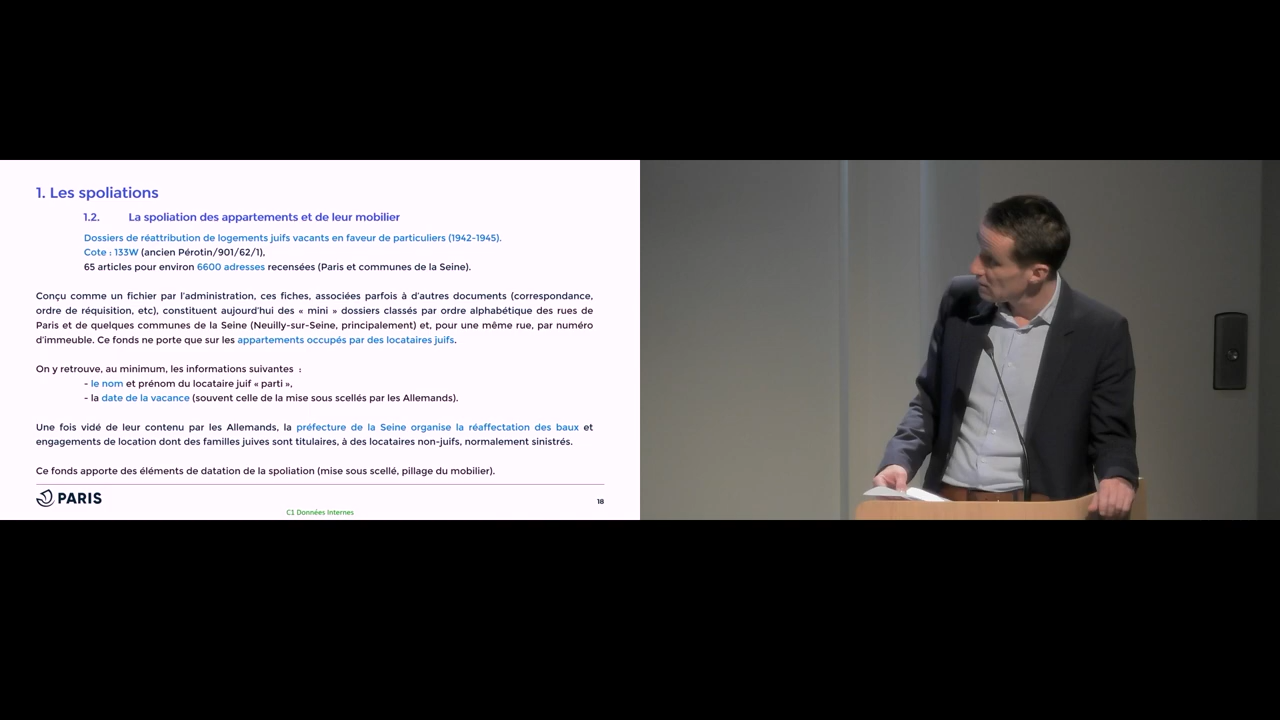 1. Les spoliations
1.2. La spoliation des appartements et de leur mobilier
Dossiers de réattribution de logements juifs vacants en faveur de particuliers (1942-1945).
Cote : 133W (ancien Pérotin/901/62/1),
65 articles pour environ 6600 adresses recensées (Paris et communes de la Seine).
Conçu comme un fichier par l'administration, ces fiches, associées parfois à d'autres documents (correspondance,
ordre de réquisition, etc), constituent aujourd'hui des « mini » dossiers classés par ordre alphabétique des rues de
Paris et de quelques communes de la Seine (Neuilly-sur-Seine, principalement) et, pour une même rue, par numéro
d'immeuble. Ce fonds ne porte que sur les appartements occupés par des locataires juifs.
On y retrouve, au minimum, les informations suivantes :
- le nom et prénom du locataire juif « parti »,
- la date de la vacance (souvent celle de la mise sous scellés par les Allemands).
Une fois vidé de leur contenu par les Allemands, la préfecture de la Seine organise la réaffectation des baux et
engagements de location dont des familles juives sont titulaires, à des locataires non-juifs, normalement sinistrés.
Ce fonds apporte des éléments de datation de la spoliation (mise sous scellé, pillage du mobilier).
PARIS
18
C1 Données Internes